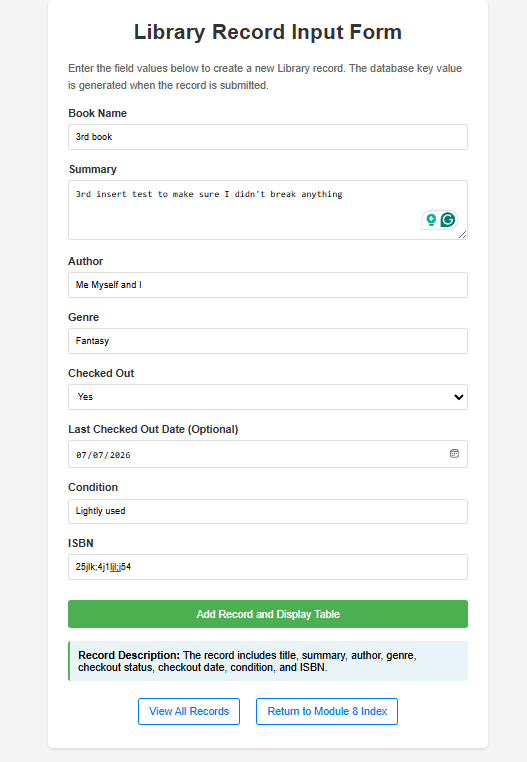 Library Record Input Form
Enter the field values below to create a new Library record. The database key value
is generated when the record is submitted.
Book Name
3rd book
Summary
3rd insert test to make sure I didn't break anything
Author
Me Myself and I
Genre
Fantasy
Checked Out
Yes
Last Checked Out Date (Optional)
07/07/2026
Condition
Lightly used
ISBN
25jlk;4j1ljl;j54
Add Record and Display Table
Record Description: The record includes title, summary, author, genre,
checkout status, checkout date, condition, and ISBN.
View All Records
Return to Module 8 Index